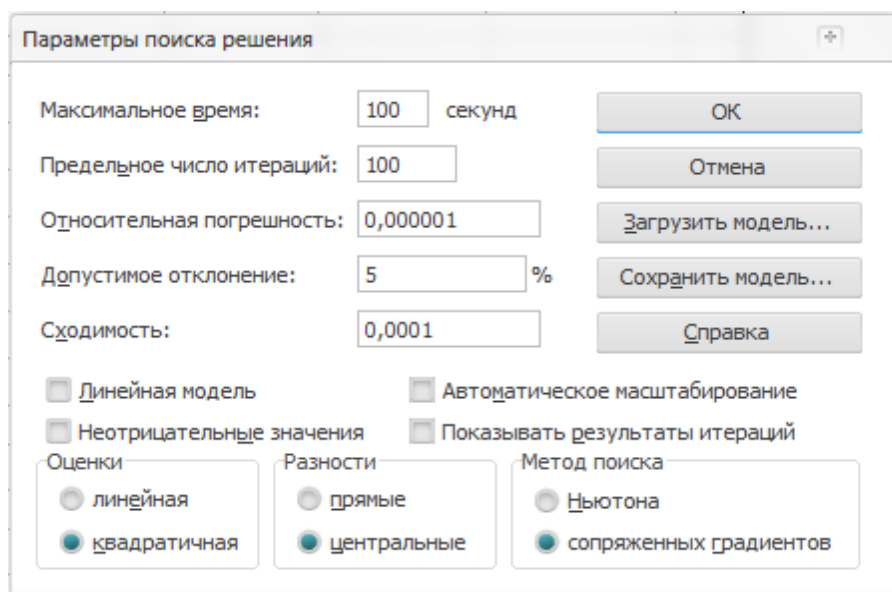 Параметры поиска решения
Максимальное время: 100 секунд ОК
Предельное число итераций: 100 Отмена
Относительная погрешность: 0,000001 Загрузить модель...
Допустимое отклонение: 5 % Сохранить модель...
Сходимость: 0,0001 Справка
Линейная модель Автоматическое масштабирование
Неотрицательные значения Показывать результаты итераций
Оценки Разности Метод поиска
линейная прямые Ньютона
квадратичная центральные сопряженных градиентов